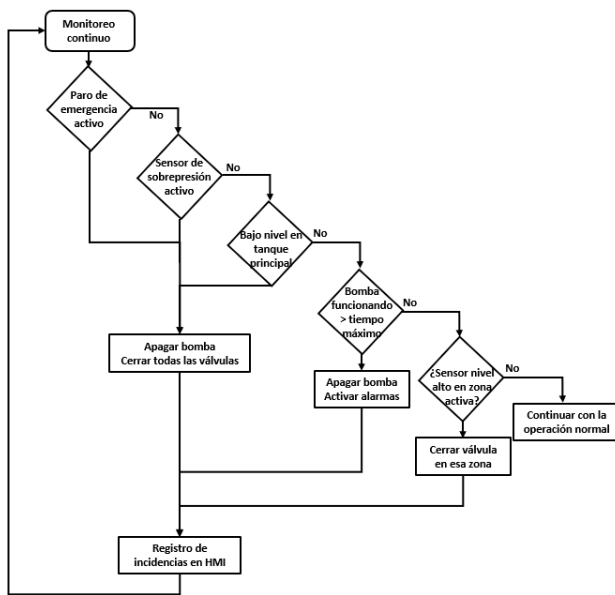 Monitoreo
continuo
Paro de
emergencia
activo
No
Sensor de
sobrepresión
activo
No
Bajo nivel en
tanque
principal
No
Bomba
funcionando
> tiempo
máximo
No
¿Sensor nivel
alto en zona
activa?
No
Apagar bomba
Cerrar todas las válvulas
Apagar bomba
Activar alarmas
Continuar con la
operación normal
Cerrar válvula
en esa zona
Registro de
incidencias en HMI